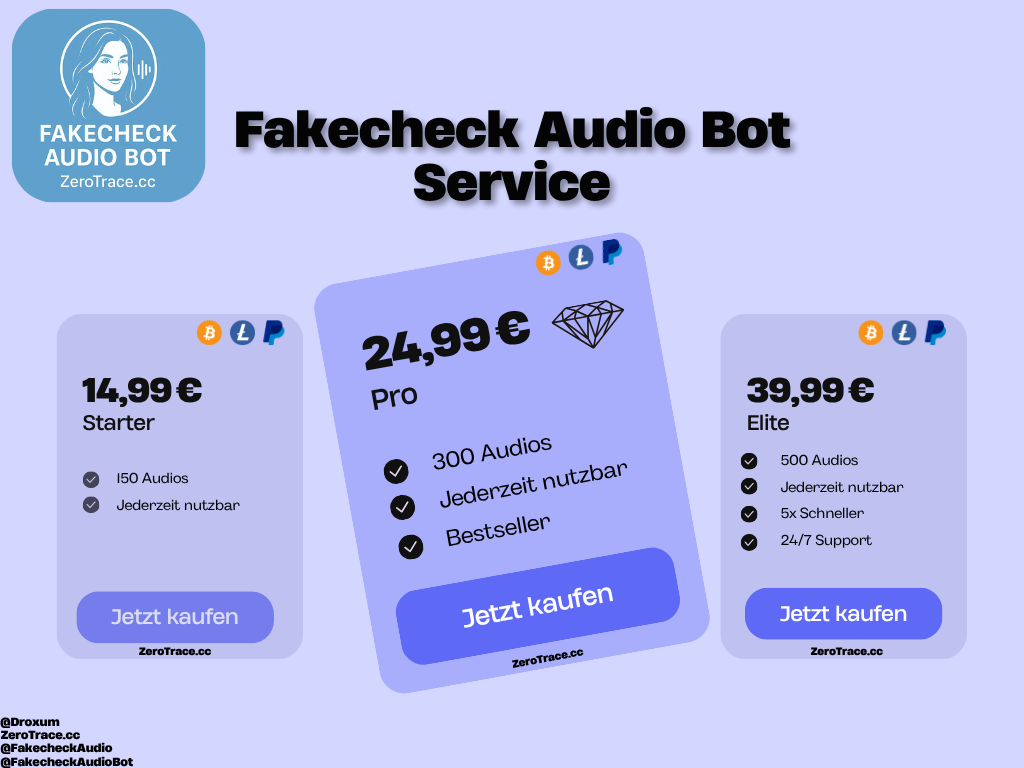 FAKECHECK
AUDIO BOT
ZeroTrace.cc
Fakecheck Audio Bot
Service
14,99 €
Starter
150 Audios
Jederzeit nutzbar
Jetzt kaufen
ZeroTrace.cc
24,99 €
Pro
300 Audios
Jederzeit nutzbar
Bestseller
Jetzt kaufen
ZeroTrace.cc
39,99 €
Elite
500 Audios
Jederzeit nutzbar
5x Schneller
24/7 Support
Jetzt kaufen
ZeroTrace.cc
@Droxum
ZeroTrace.cc
@FakecheckAudio
@FakecheckAudioBot